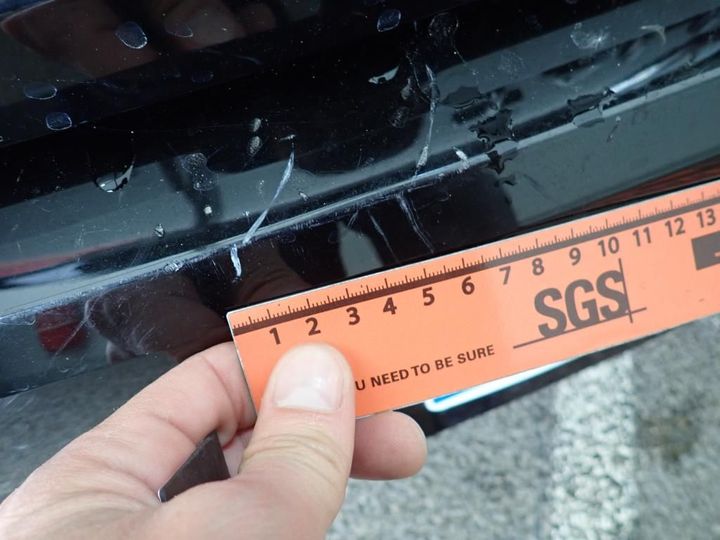 1 2 3 4 5 6 7 8 9 10 11 12 13
SGS
U NEED TO BE SURE